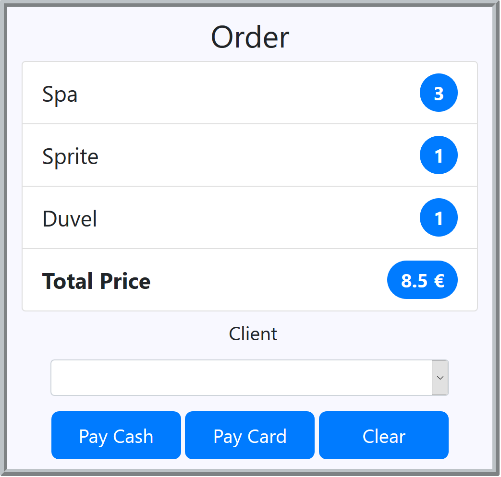 Order
Spa 3
Sprite 1
Duvel 1
Total Price 8.5 €
Client
Pay Cash Pay Card Clear